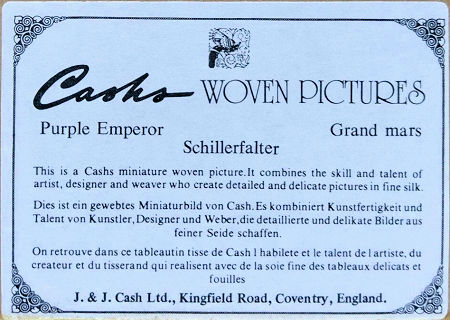 Cashs WOVEN PICTURES
Purple Emperor Grand mars
Schillerfalter
This is a Cashs miniature woven picture.It combines the skill and talent of
artist, designer and weaver who create detailed and delicate pictures in fine silk.
Dies ist ein gewebtes Miniaturbild von Cash.Es kombiniert Kunstfertigkeit und
Talent von Kunstler,Designer und Weber,die detaillierte und delikate Bilder aus
feiner Seide schaffen.
On retrouve dans ce tableautin tisse de Cash l habilete et le talent de l artiste, du
createur et du tisserand qui realisent avec de la soie fine des tableaux delicats et
fouilles
J. & J. Cash Ltd., Kingfield Road, Coventry, England.